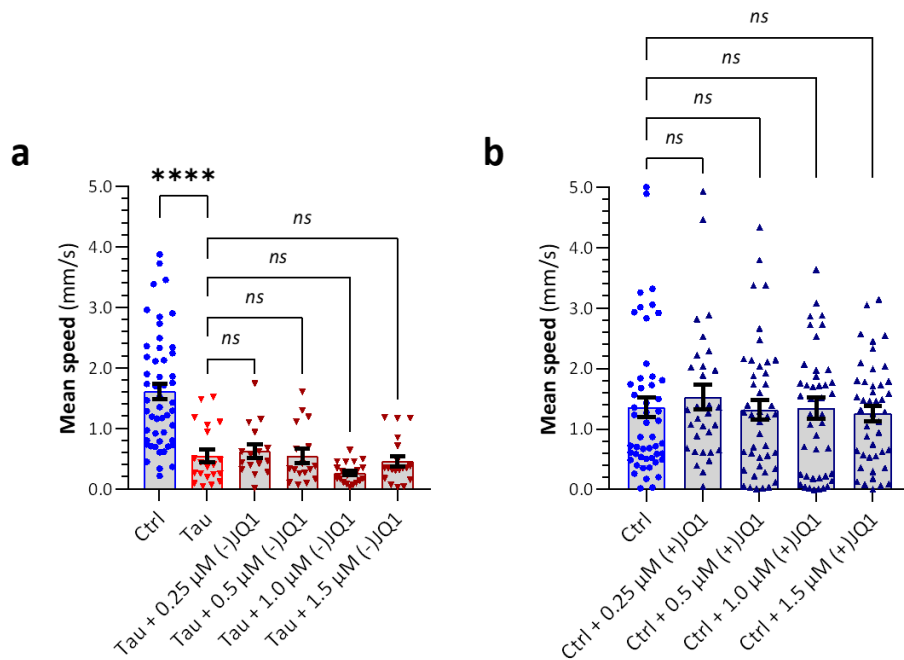 a
Mean speed (mm/s)
5.0
4.0
3.0
2.0
1.0
0.0
****
ns
ns
ns
ns
Ctrl
Tau
Tau + 0.25 µM (-)JQ1
Tau + 0.5 µM (-)JQ1
Tau + 1.0 µM (-)JQ1
Tau + 1.5 µM (-)JQ1
b
Mean speed (mm/s)
5.0
4.0
3.0
2.0
1.0
0.0
ns
ns
ns
ns
Ctrl
Ctrl + 0.25 µM (+)JQ1
Ctrl + 0.5 µM (+)JQ1
Ctrl + 1.0 µM (+)JQ1
Ctrl + 1.5 µM (+)JQ1